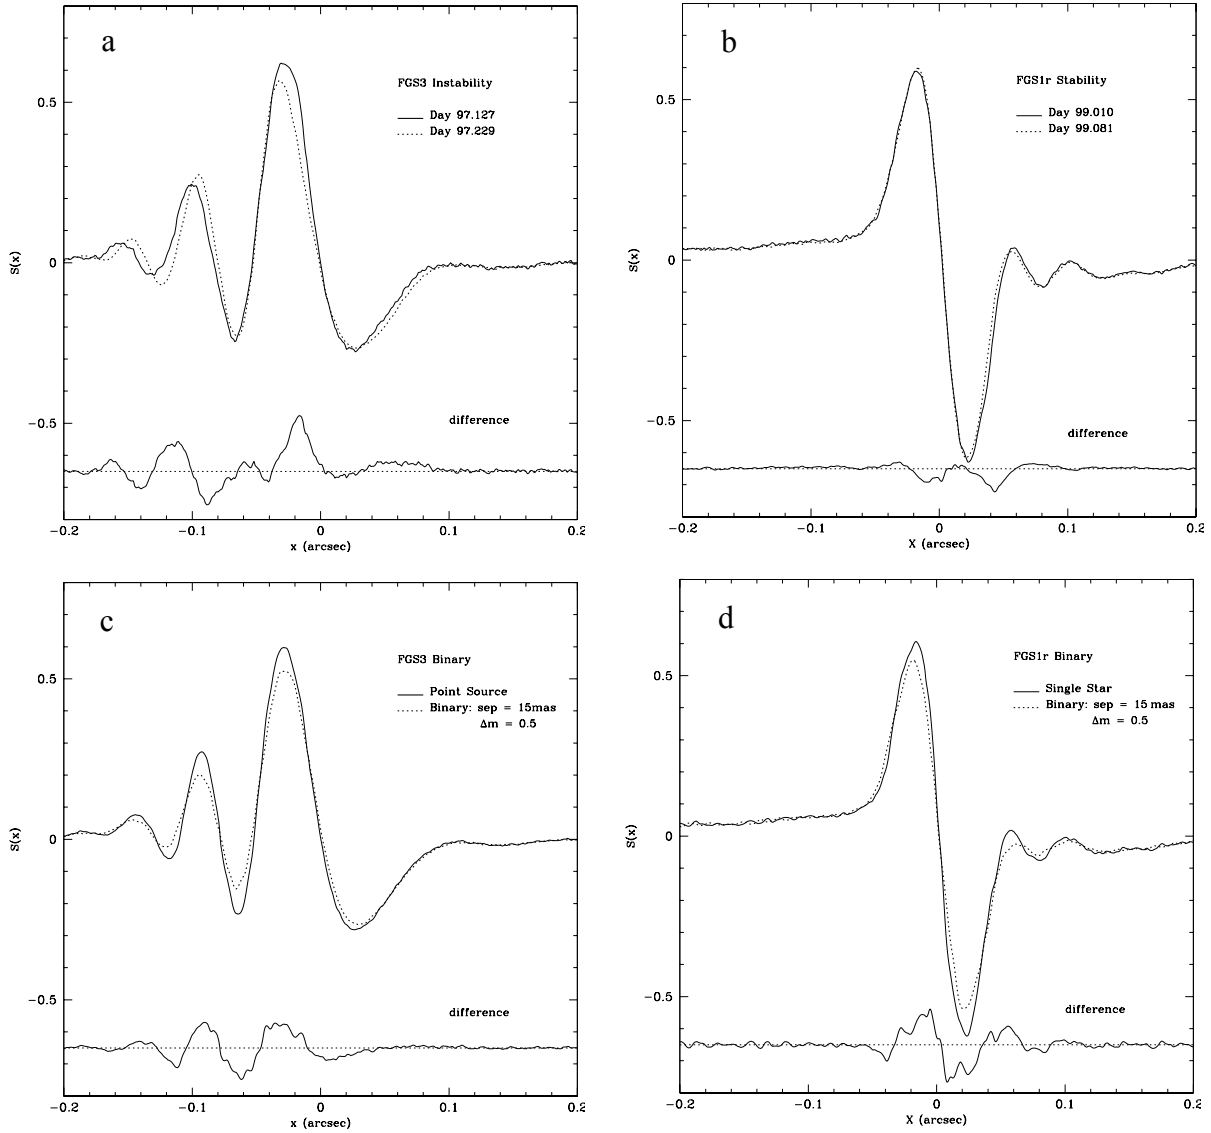 a
FGS3 Instability
Day 97.127
Day 97.229
difference
S(x)
0.5
0
-0.5
-0.2
-0.1
0
0.1
0.2
x (arcsec)
b
FGS1r Stability
Day 99.010
Day 99.081
difference
S(x)
0.5
0
-0.5
-0.2
-0.1
0
0.1
0.2
X (arcsec)
c
FGS3 Binary
Point Source
Binary: sep = 15mas
Δm = 0.5
difference
S(x)
0.5
0
-0.5
-0.2
-0.1
0
0.1
0.2
x (arcsec)
d
FGS1r Binary
Single Star
Binary: sep = 15 mas
Δm = 0.5
difference
S(x)
0.5
0
-0.5
-0.2
-0.1
0
0.1
0.2
X (arcsec)